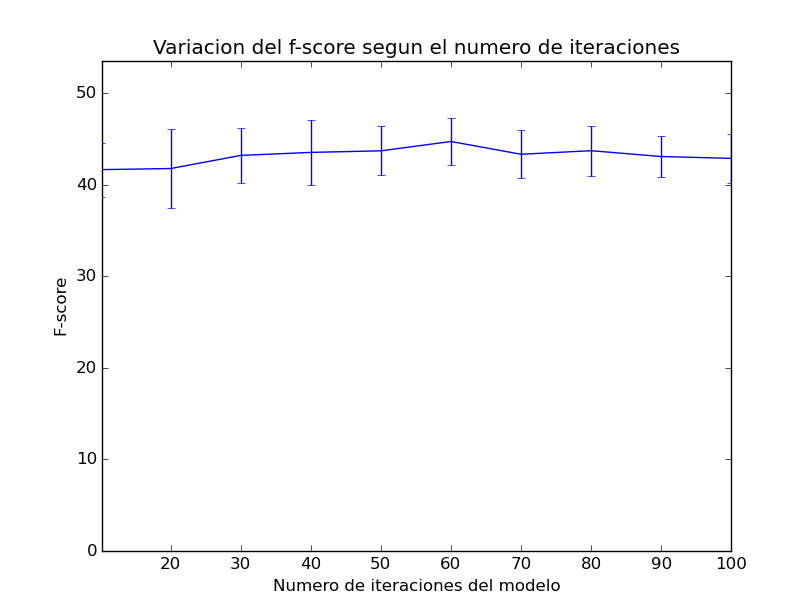 Variacion del f-score segun el numero de iteraciones
50
40
30
20
10
0
F-score
20 30 40 50 60 70 80 90 100
Numero de iteraciones del modelo